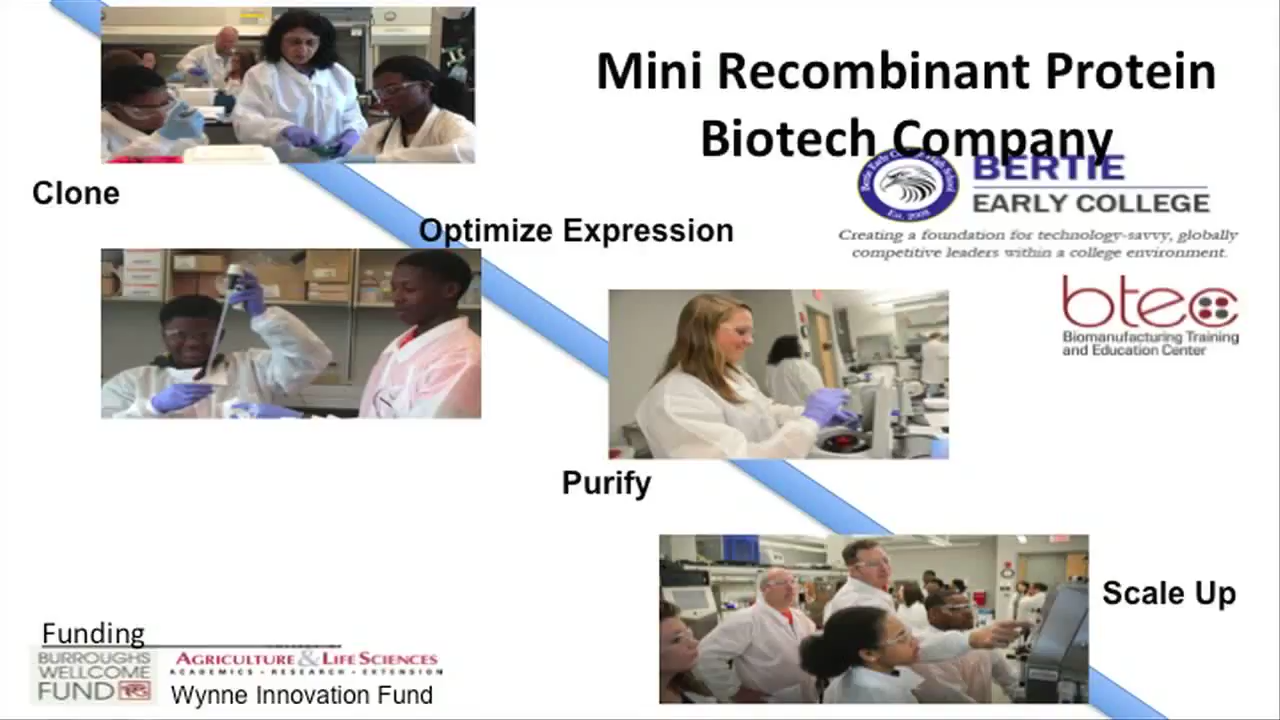 Mini Recombinant Protein
Biotech Company
BERTIE
EARLY COLLEGE
Creating a foundation for technology-savvy, globally
competitive leaders within a college environment.
btec
Biomanufacturing Training
and Education Center
Clone
Optimize Expression
Purify
Scale Up
Funding
BURROUGHS
WELLCOME
FUND
AGRICULTURE & LIFE SCIENCES
ACADEMICS • RESEARCH • EXTENSION
Wynne Innovation Fund